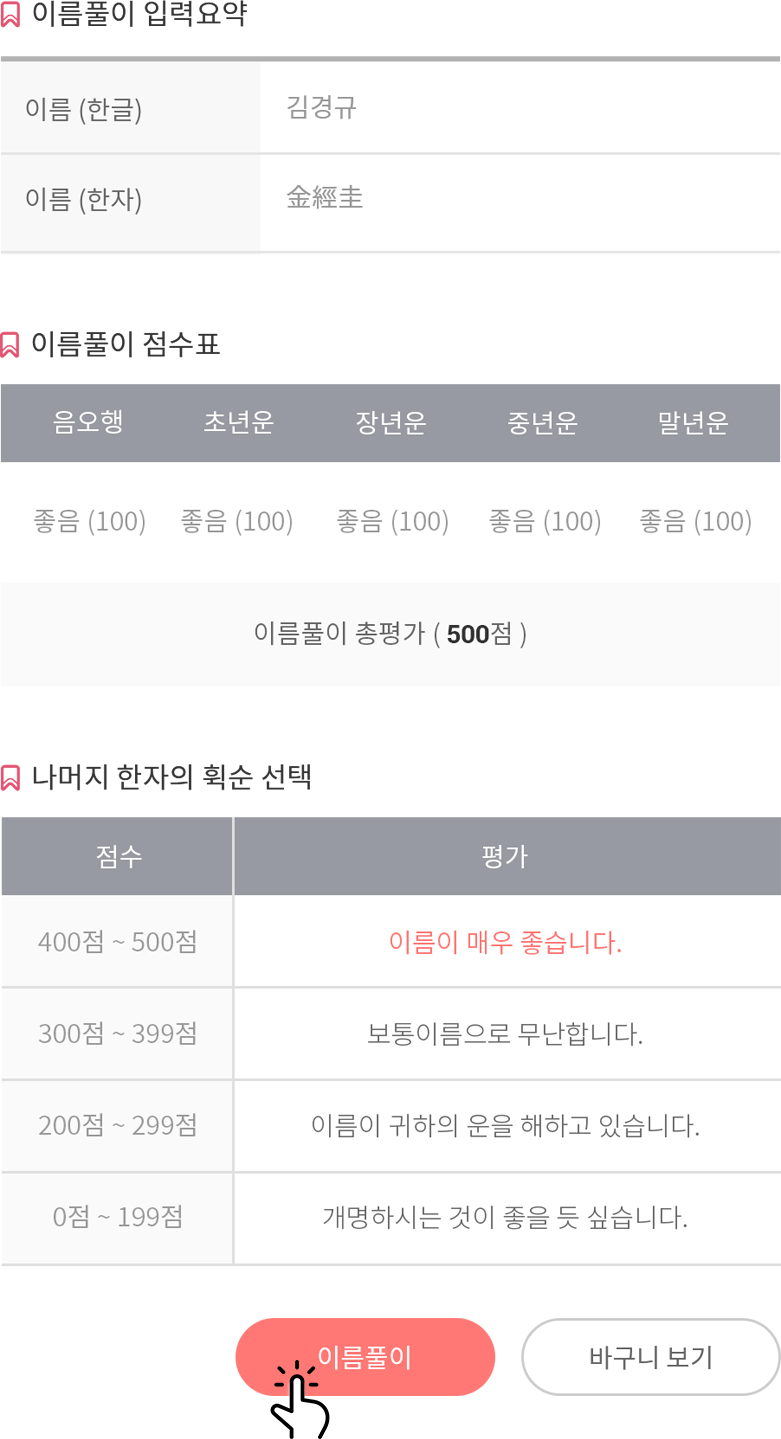 이름풀이 입력요약
이름 (한글) 김경규
이름 (한자) 金經圭
이름풀이 점수표
음오행 초년운 장년운 중년운 말년운
좋음 (100) 좋음 (100) 좋음 (100) 좋음 (100) 좋음 (100)
이름풀이 총평가 ( 500점 )
나머지 한자의 획순 선택
점수 평가
400점 ~ 500점 이름이 매우 좋습니다.
300점 ~ 399점 보통이름으로 무난합니다.
200점 ~ 299점 이름이 귀하의 운을 해하고 있습니다.
0점 ~ 199점 개명하시는 것이 좋을 듯 싶습니다.
이름풀이 바구니 보기